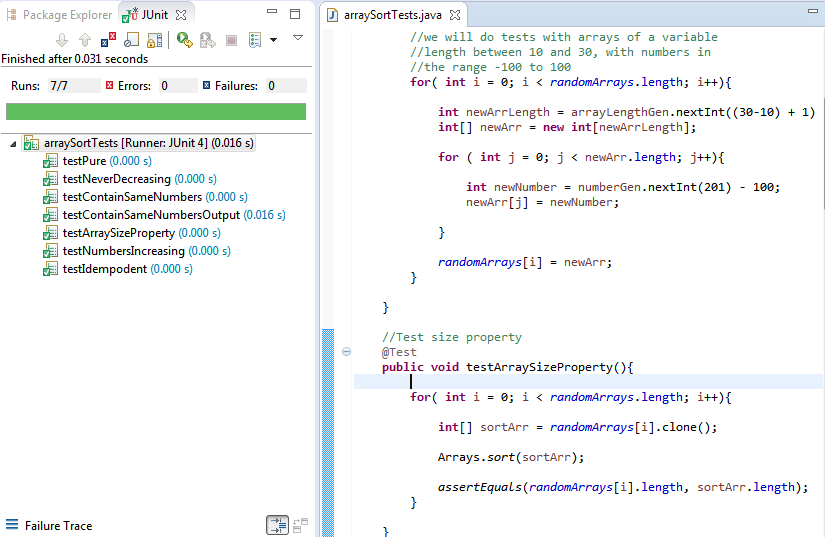 Package Explorer
JUnit
Finished after 0.031 seconds
Runs: 7/7 Errors: 0 Failures: 0
arraySortTests [Runner: JUnit 4] (0.016 s)
testPure (0.000 s)
testNeverDecreasing (0.000 s)
testContainSameNumbers (0.000 s)
testContainSameNumbersOutput (0.016 s)
testArraySizeProperty (0.000 s)
testNumbersIncreasing (0.000 s)
testIdempodent (0.000 s)
Failure Trace
arraySortTests.java
//we will do tests with arrays of a variable
//length between 10 and 30, with numbers in
//the range -100 to 100
for( int i = 0; i < randomArrays.length; i++){
int newArrLength = arrayLengthGen.nextInt((30-10) + 1)
int[] newArr = new int[newArrLength];
for ( int j = 0; j < newArr.length; j++){
int newNumber = numberGen.nextInt(201) - 100;
newArr[j] = newNumber;
}
randomArrays[i] = newArr;
}
}
//Test size property
@Test
public void testArraySizeProperty(){
for( int i = 0; i < randomArrays.length; i++){
int[] sortArr = randomArrays[i].clone();
Arrays.sort(sortArr);
assertEquals(randomArrays[i].length, sortArr.length);
}
}